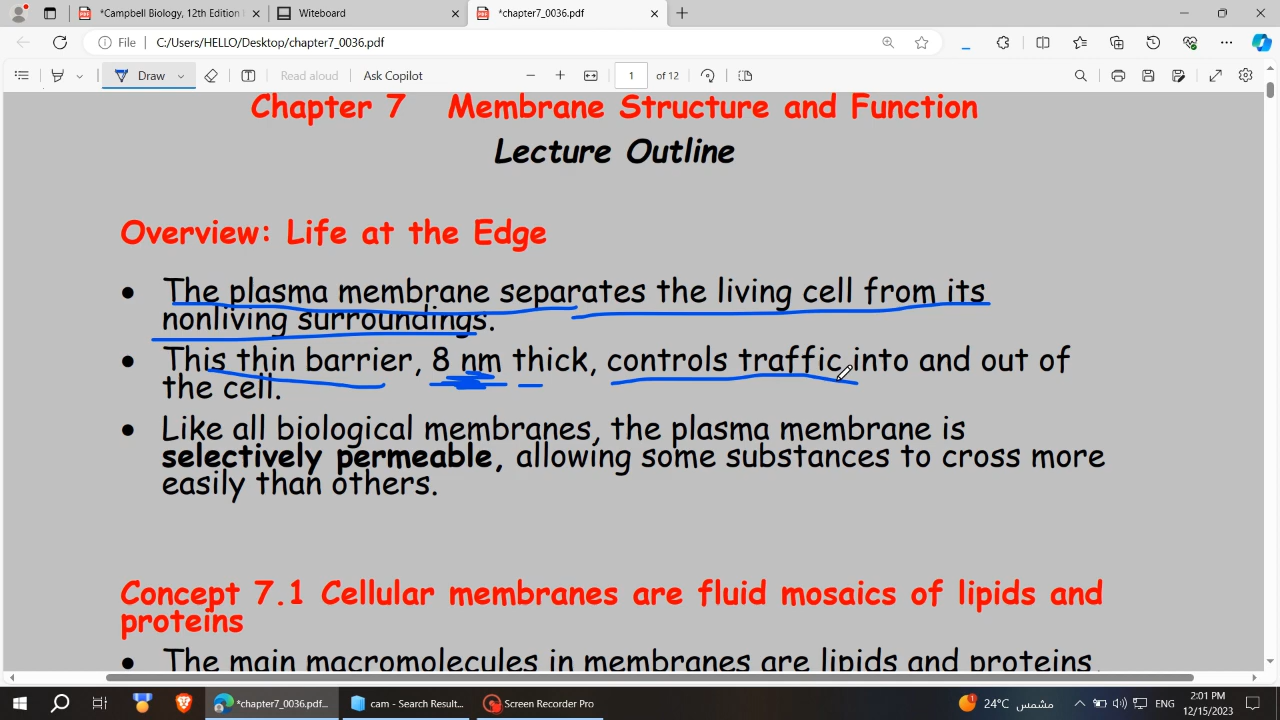 *Campbell Biology, 12th Edition
Witeboard
*chapter7_0036.pdf
File
C:/Users/HELLO/Desktop/chapter7_0036.pdf
Draw
Read aloud
Ask Copilot
1 of 12
Chapter 7 Membrane Structure and Function
Lecture Outline
Overview: Life at the Edge
• The plasma membrane separates the living cell from its
nonliving surroundings.
• This thin barrier, 8 nm thick, controls traffic into and out of
the cell.
• Like all biological membranes, the plasma membrane is
selectively permeable, allowing some substances to cross more
easily than others.
Concept 7.1 Cellular membranes are fluid mosaics of lipids and
proteins
• The main macromolecules in membranes are lipids and proteins,
*chapter7_0036.pdf...
cam - Search Result...
Screen Recorder Pro
1
24°C مشمس
ENG
2:01 PM
12/15/2023